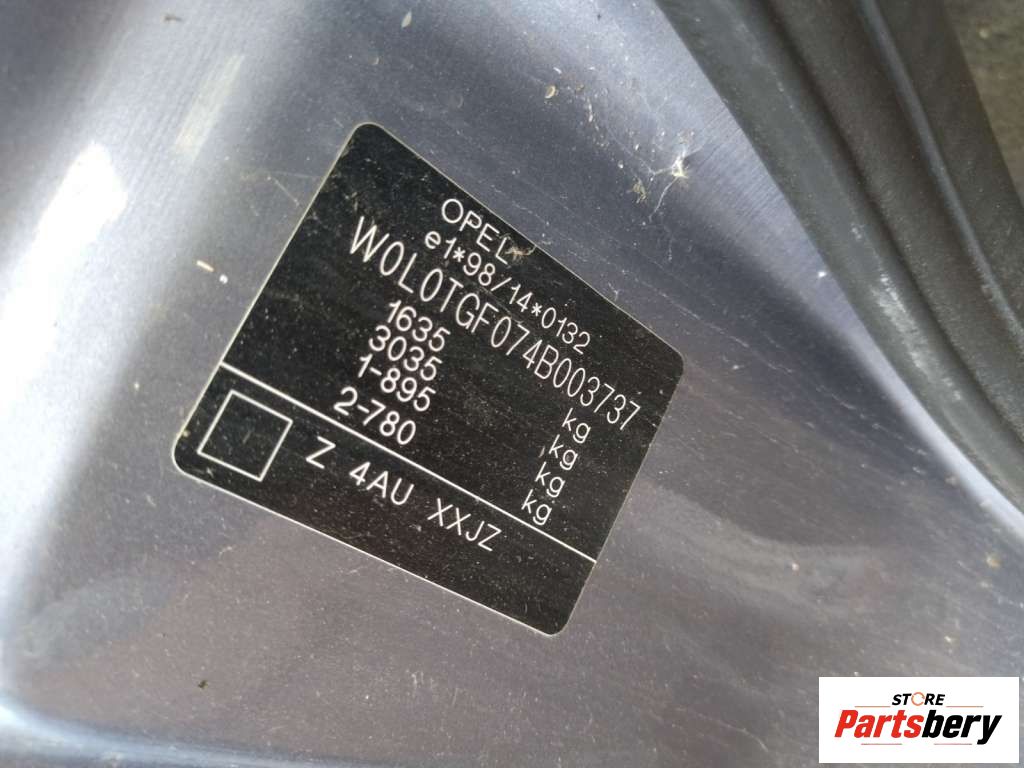 OPEL
e1*98/14*0132
W0L0TGF074B003737
1635 kg
3035 kg
1-895 kg
2-780 kg
Z 4AU XXJZ
STORE
Partsbery